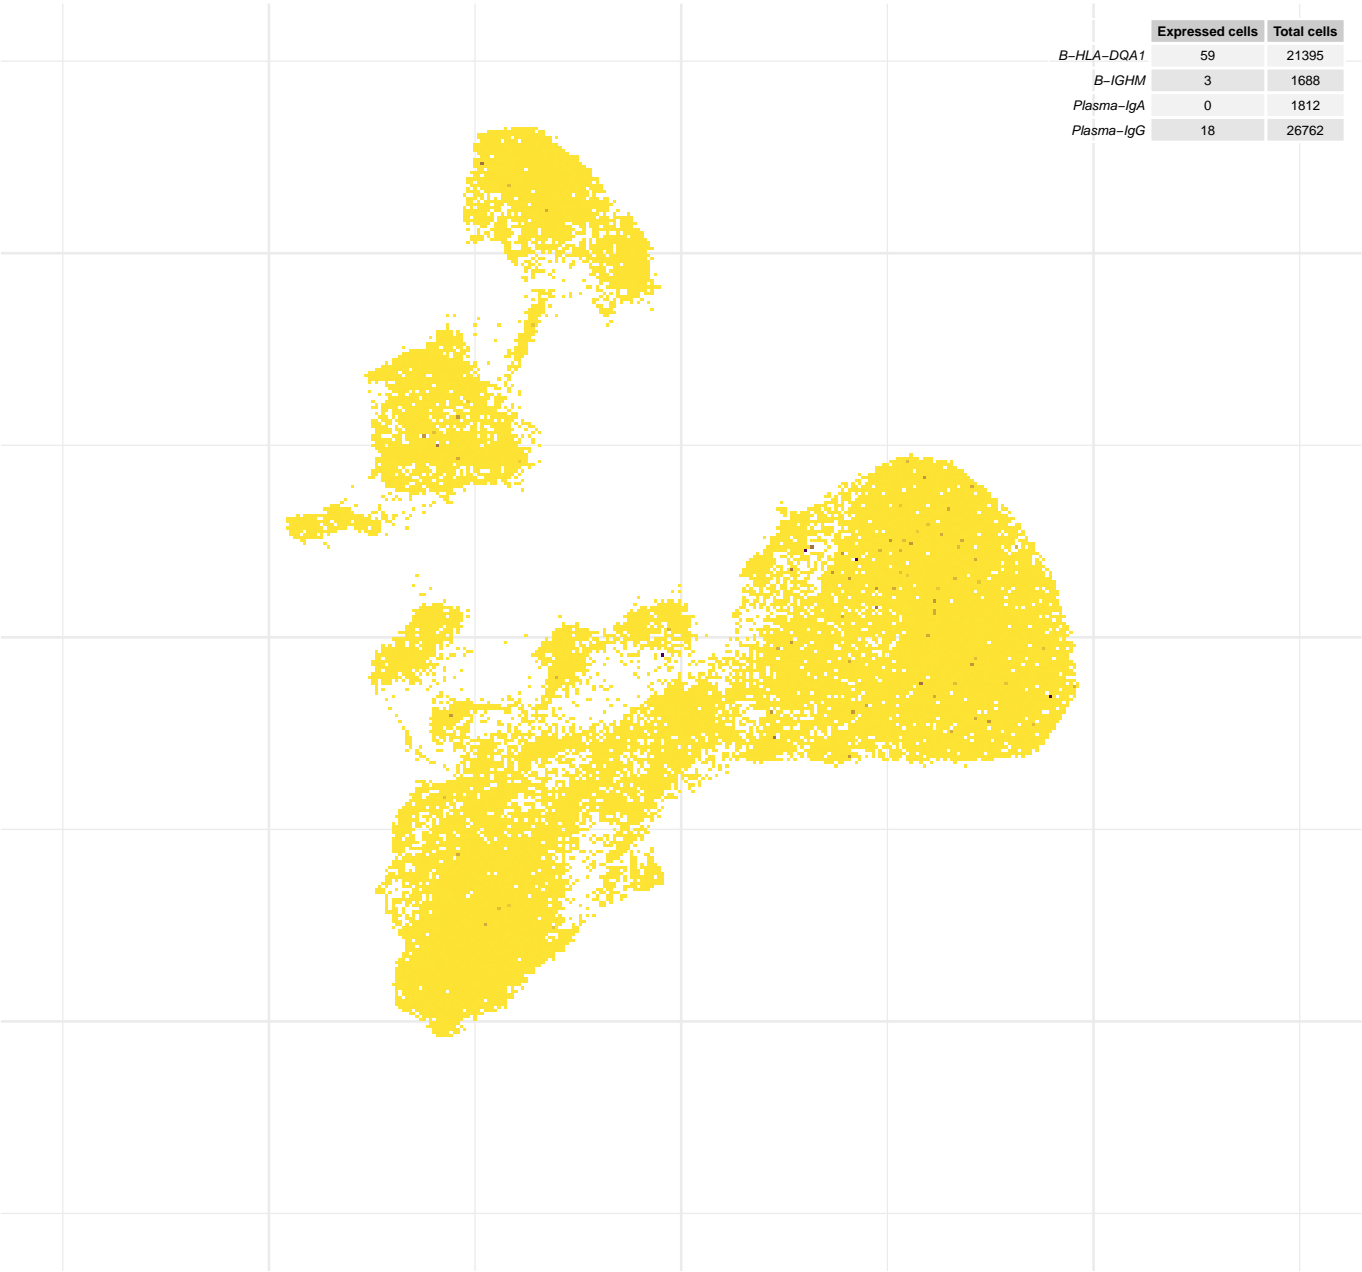 Expressed cells Total cells
B−HLA−DQA1 59 21395
B−IGHM 3 1688
Plasma−IgA 0 1812
Plasma−IgG 18 26762